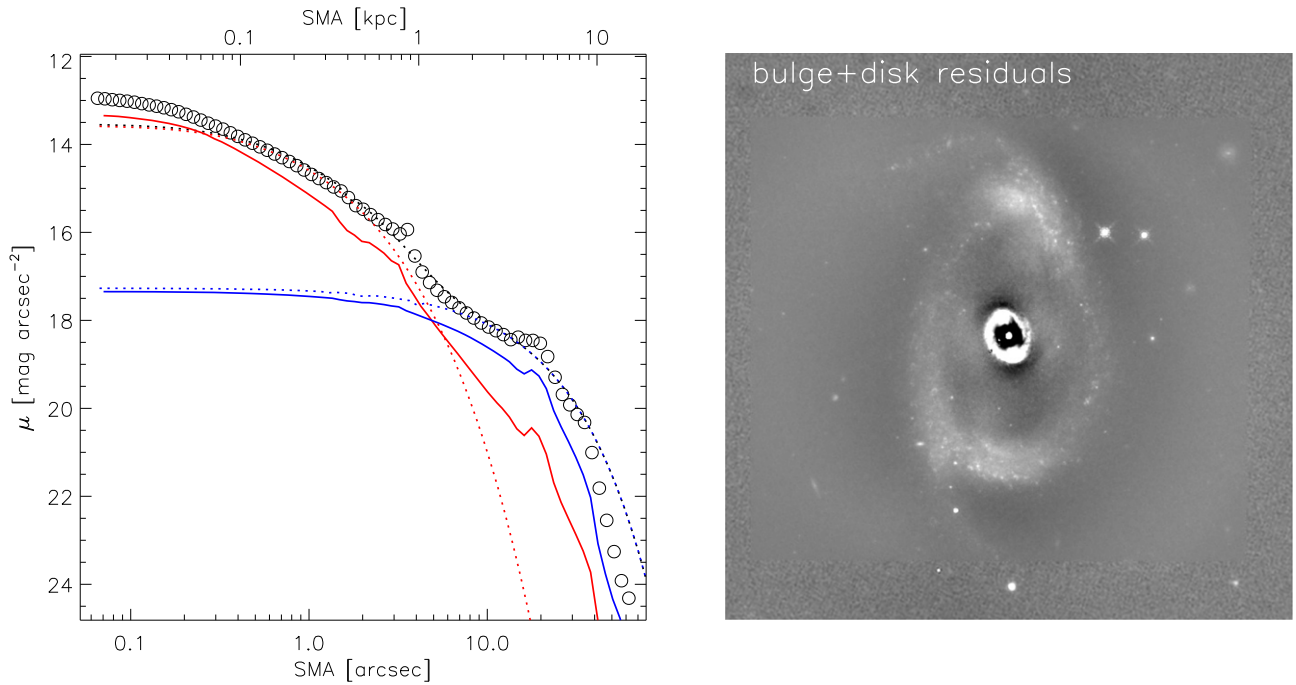 SMA [kpc]
0.1 1 10
12
14
16
18
20
22
24
μ [mag arcsec⁻²]
0.1 1.0 10.0
SMA [arcsec]
bulge+disk residuals